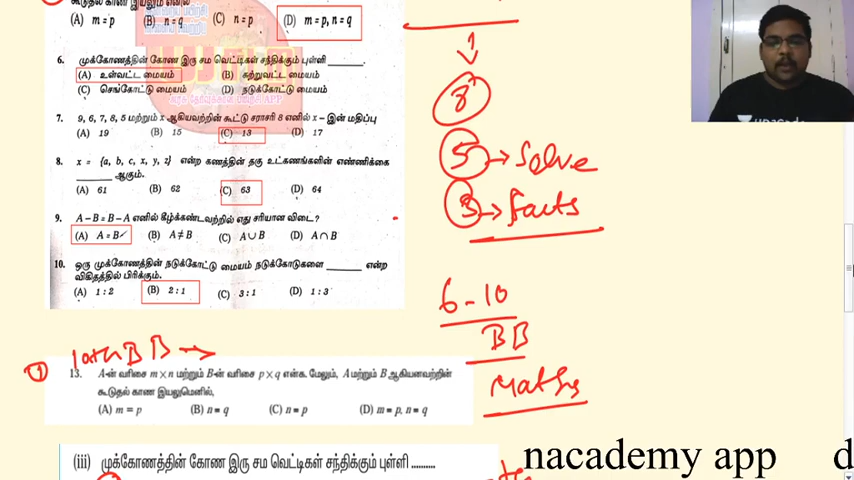 கூடுதல் காண இயலும் எனில்
(A) m = p (B) n = q (C) n = p (D) m = p, n = q
6. முக்கோணத்தின் கோண இரு சம வெட்டிகள் சந்திக்கும் புள்ளி ______.
(A) உள்வட்ட மையம் (B) சுற்றுவட்ட மையம்
(C) செங்கோட்டு மையம் (D) நடுக்கோட்டு மையம்
7. 9, 6, 7, 8, 5 மற்றும் x ஆகியவற்றின் கூட்டு சராசரி 8 எனில் x – இன் மதிப்பு
(A) 19 (B) 15 (C) 13 (D) 17
8. x = {a, b, c, x, y, z} என்ற கணத்தின் தகு உட்கணங்களின் எண்ணிக்கை
______ ஆகும்.
(A) 61 (B) 62 (C) 63 (D) 64
9. A – B = B – A எனில் கீழ்க்கண்டவற்றில் எது சரியான விடை?
(A) A = B (B) A ≠ B (C) A ∪ B (D) A ∩ B
10. ஒரு முக்கோணத்தின் நடுக்கோட்டு மையம் நடுக்கோடுகளை ______ என்ற
விகிதத்தில் பிரிக்கும்.
(A) 1 : 2 (B) 2 : 1 (C) 3 : 1 (D) 1 : 3
8
5 → Solve
3 → facts
6 - 10
BB
Maths
10th BB →
1
13. A-ன் வரிசை m × n மற்றும் B-ன் வரிசை p × q என்க. மேலும், A மற்றும் B ஆகியனவற்றின்
கூடுதல் காண இயலுமெனில்,
(A) m = p (B) n = q (C) n = p (D) m = p, n = q
(iii) முக்கோணத்தின் கோண இரு சம வெட்டிகள் சந்திக்கும் புள்ளி .........
nacademy app d